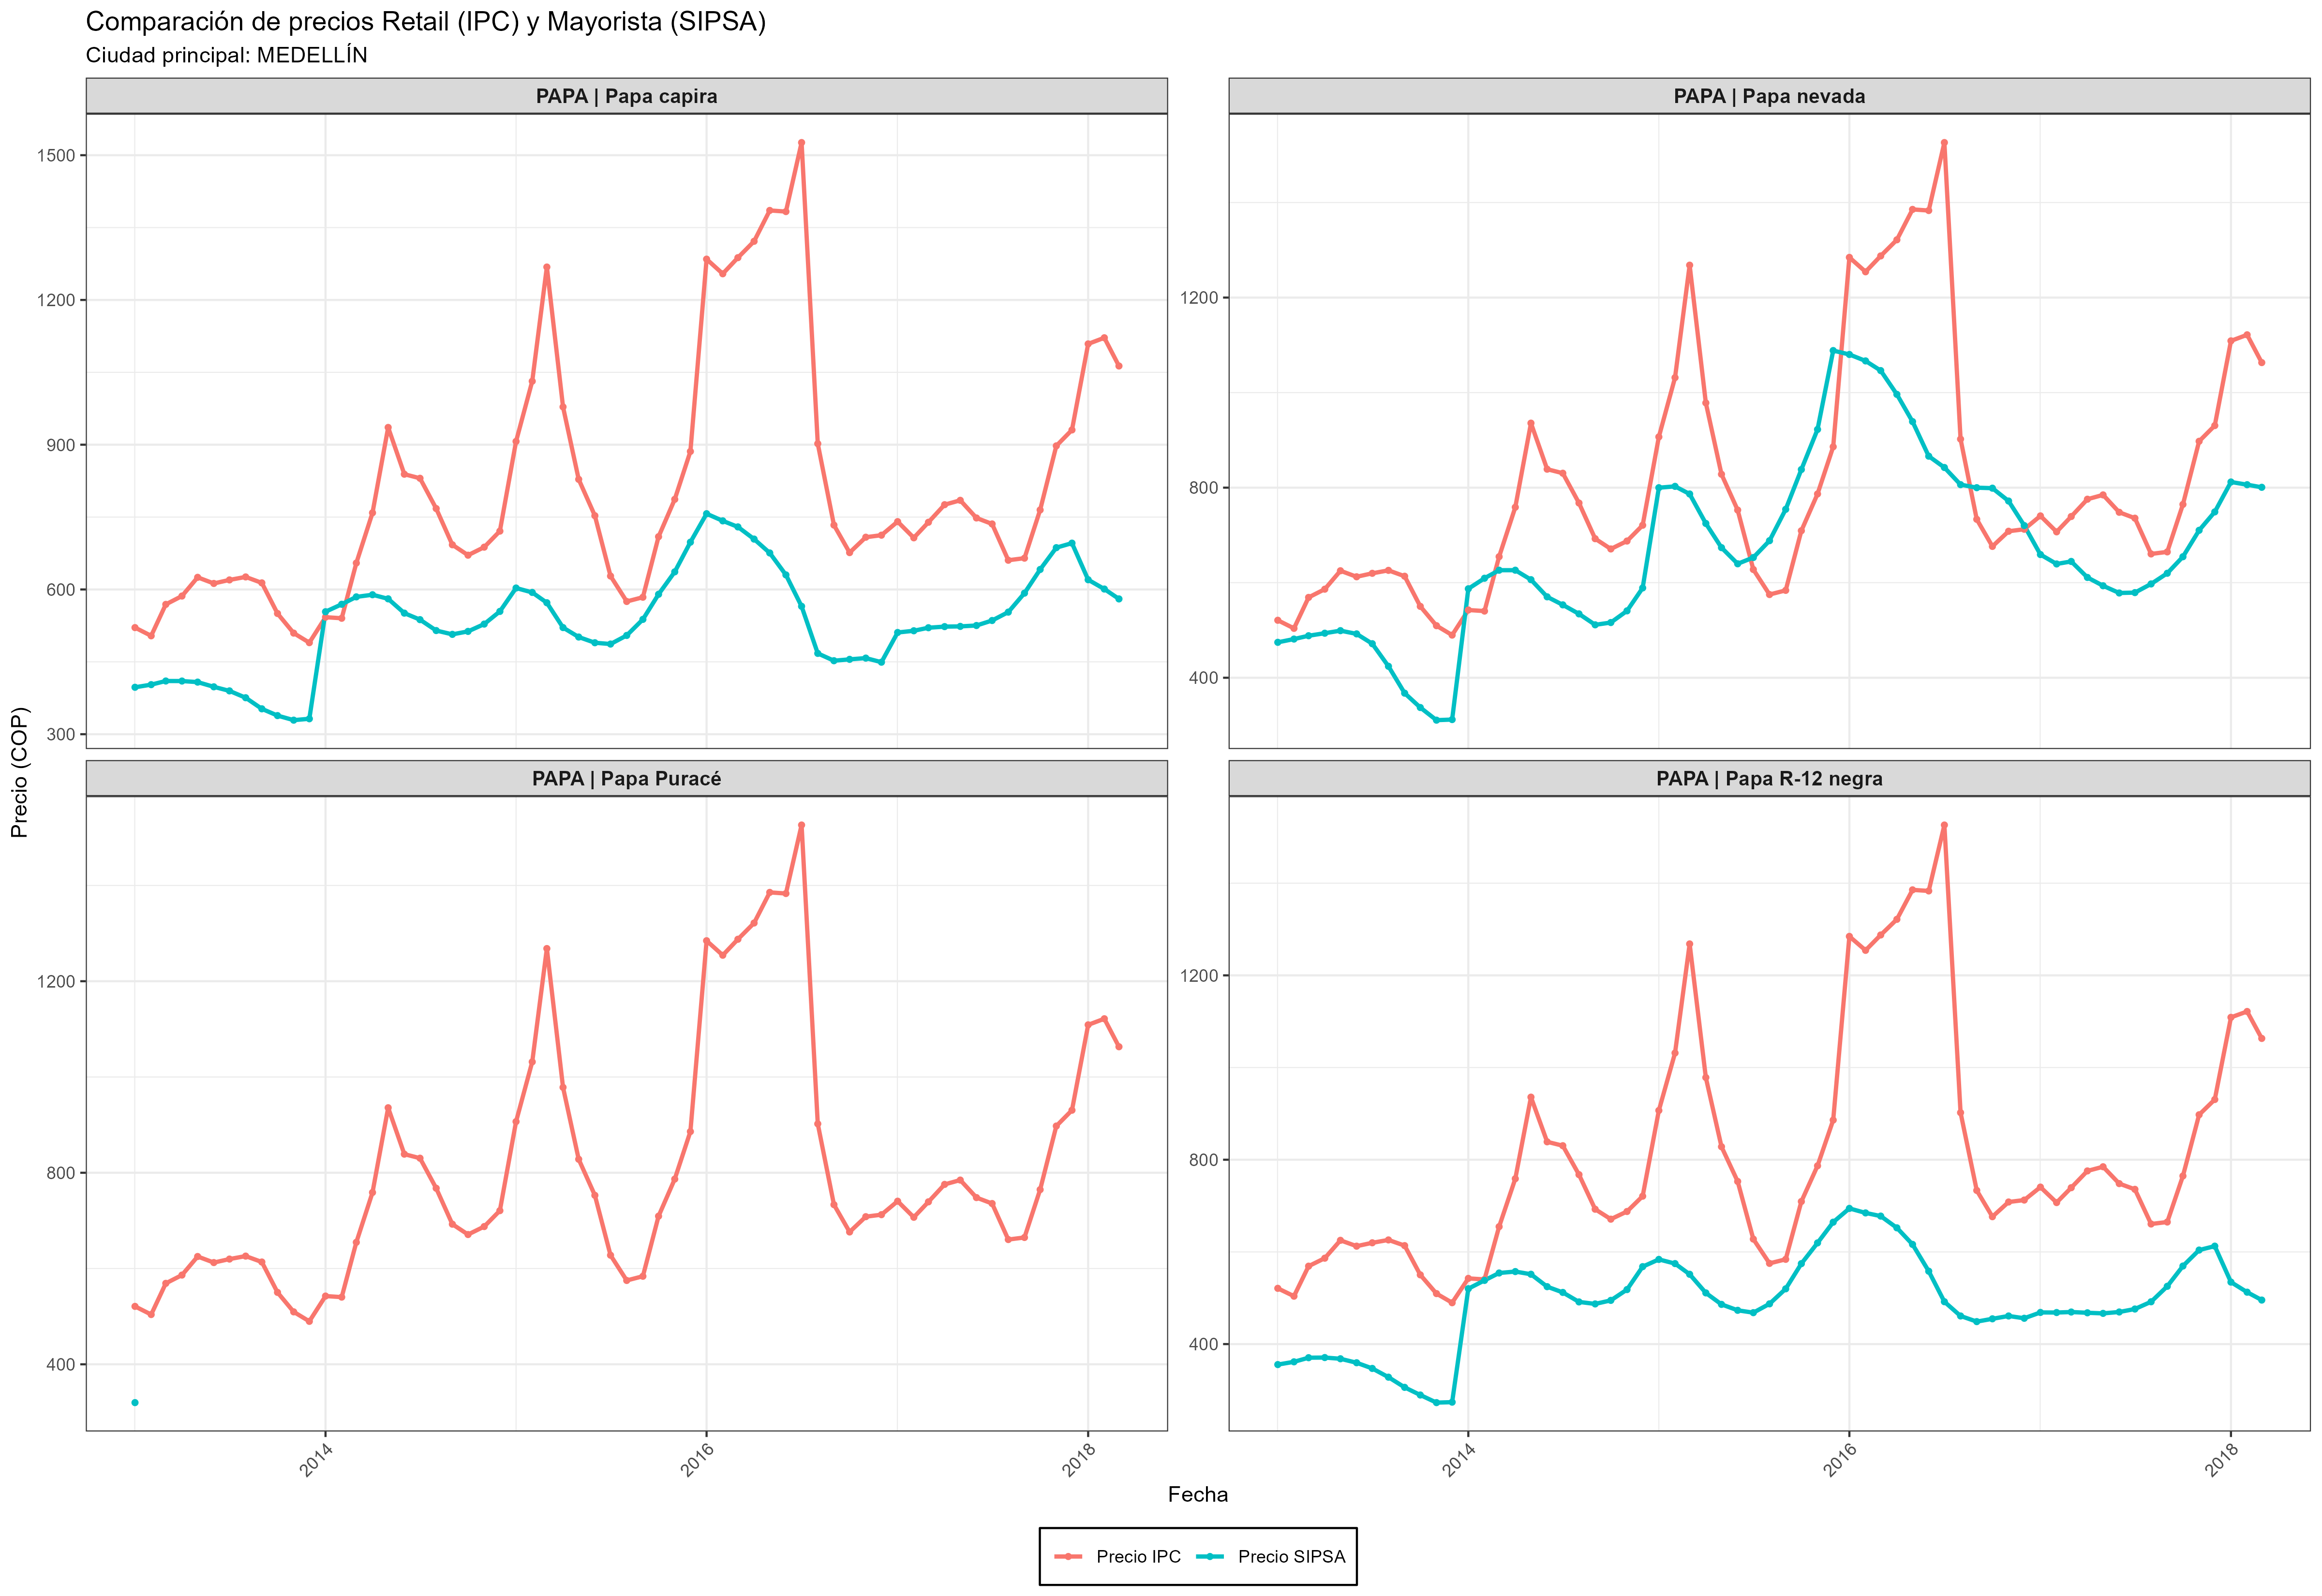 Comparación de precios Retail (IPC) y Mayorista (SIPSA)
Ciudad principal: MEDELLÍN
PAPA | Papa capira
PAPA | Papa nevada
1500
1200
900
600
300
1200
800
400
Precio (COP)
PAPA | Papa Puracé
PAPA | Papa R-12 negra
1200
800
400
1200
800
400
2014
2016
2018
2014
2016
2018
Fecha
Precio IPC
Precio SIPSA